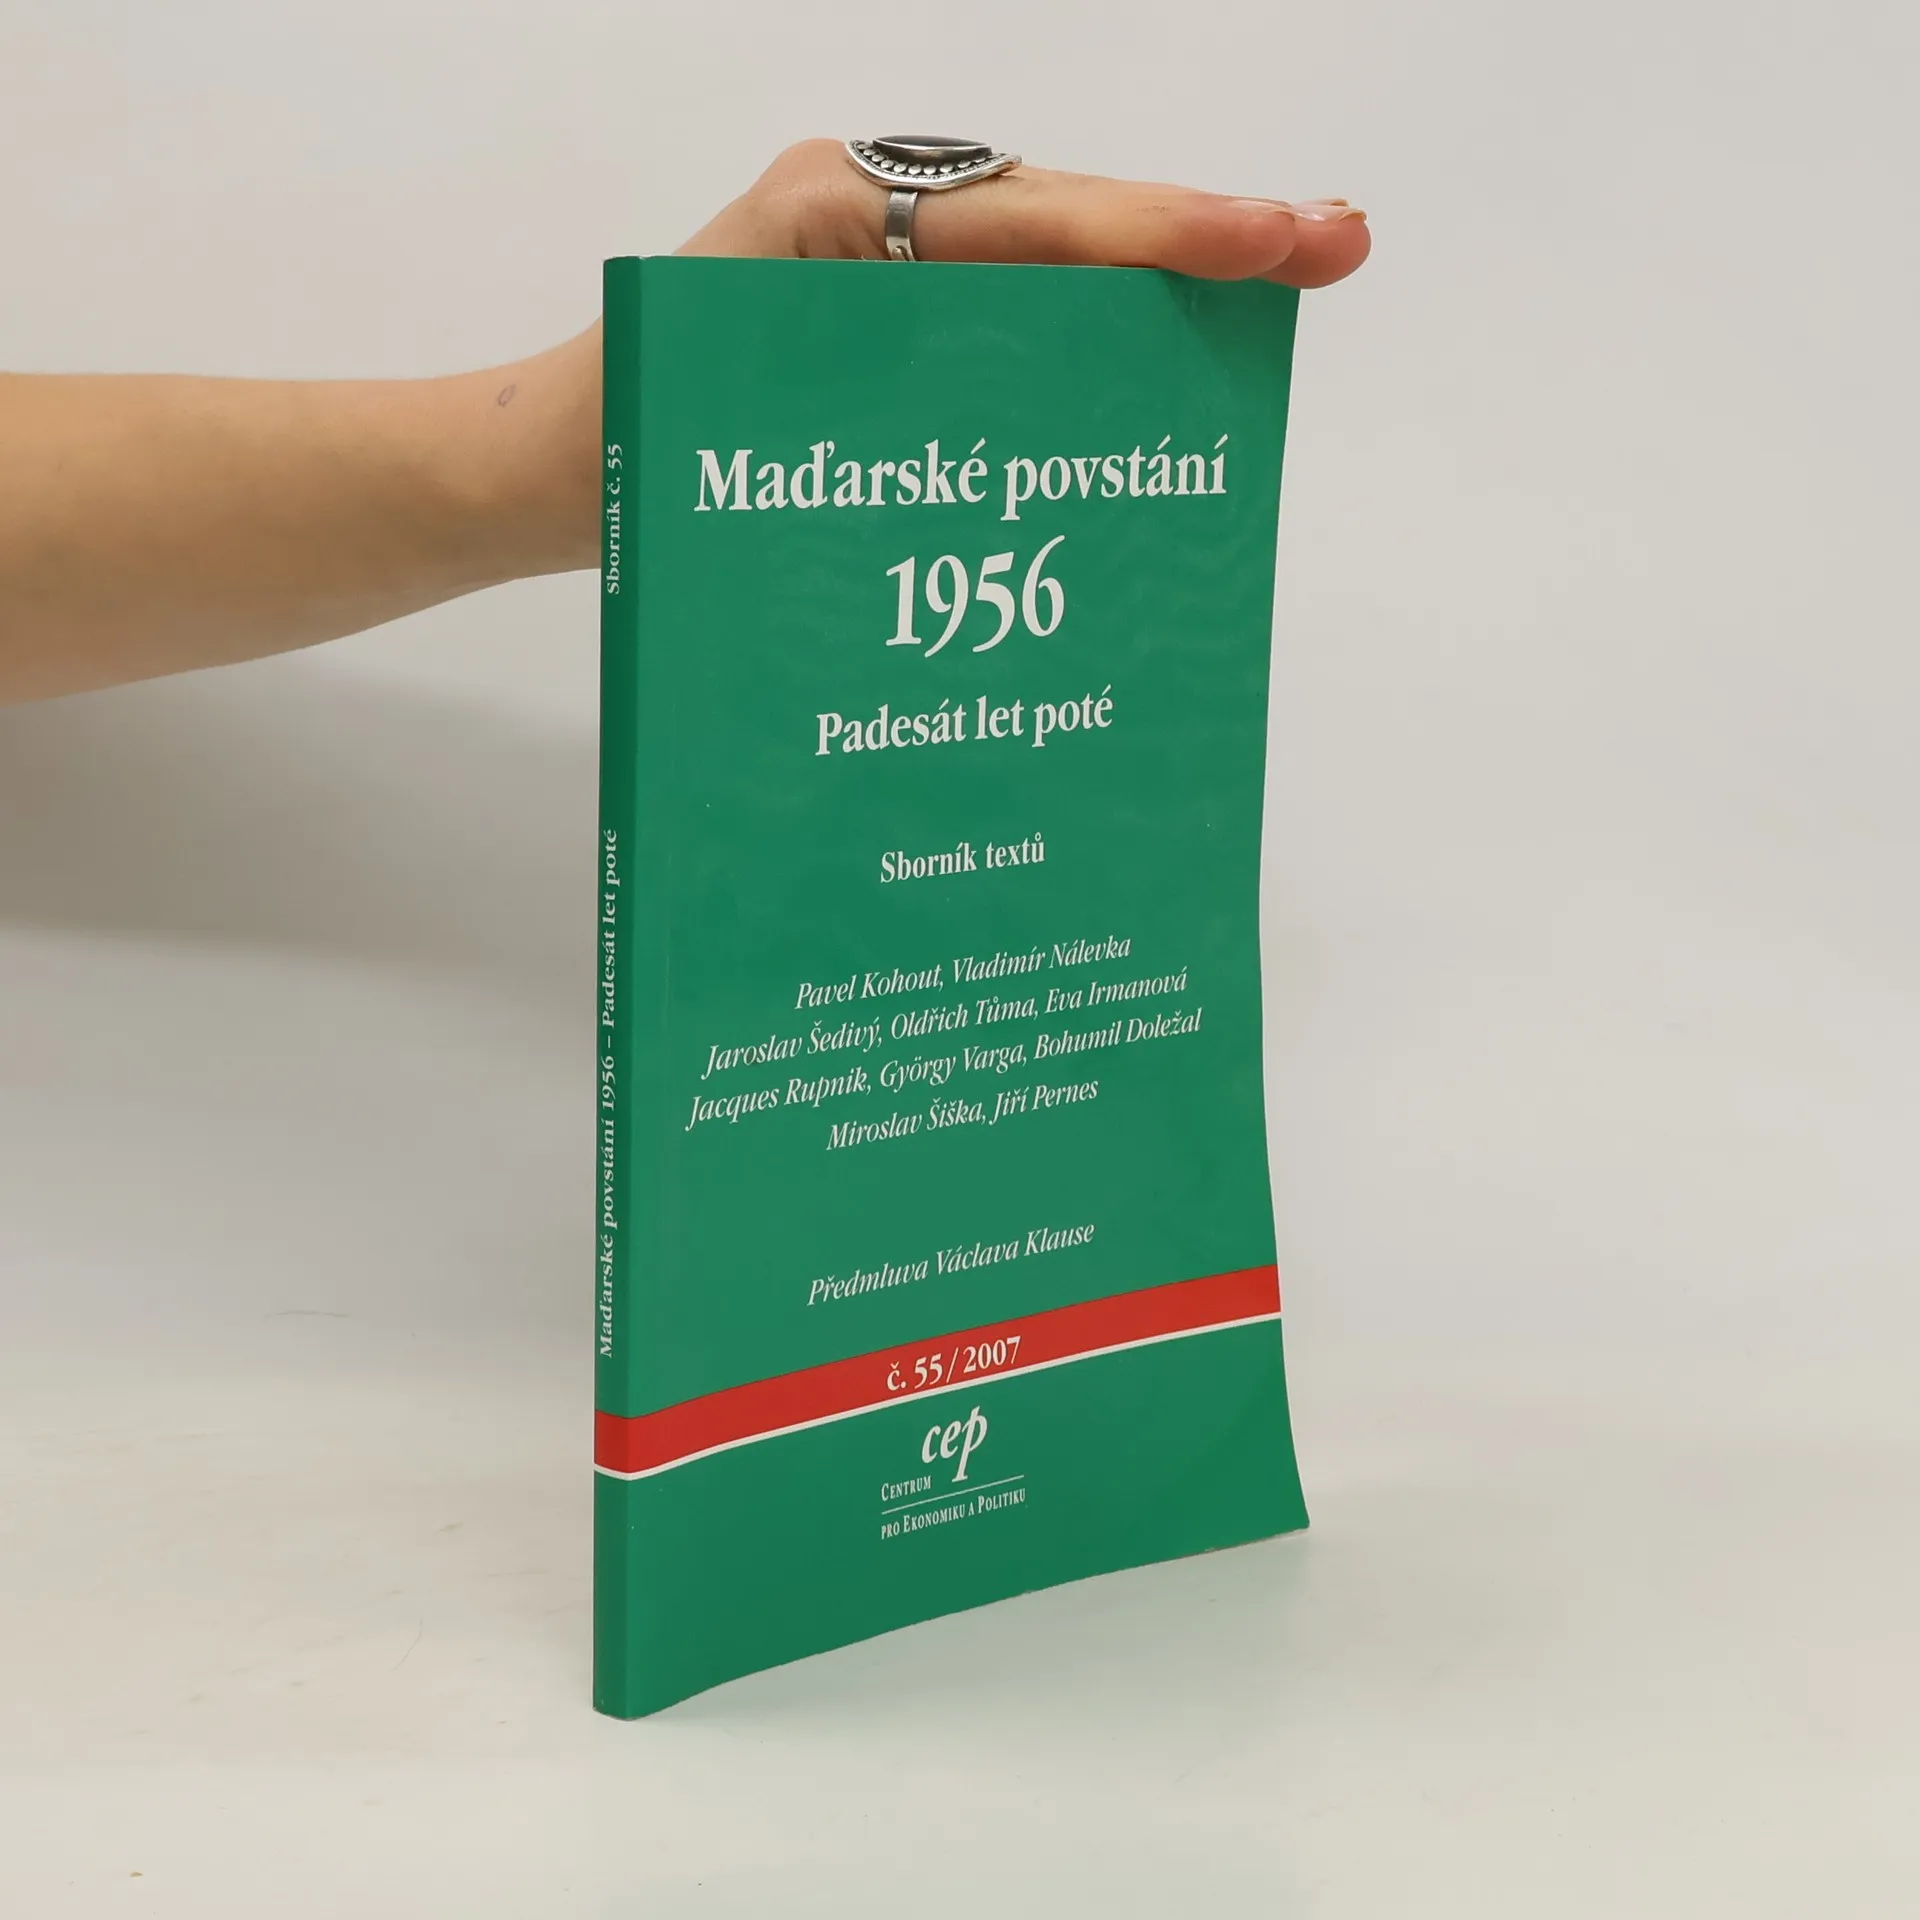 Maďarské povstání
1956
Padesát let poté
Sborník textů
Pavel Kohout, Vladimír Nálevka
Jaroslav Šedivý, Oldřich Tůma, Eva Irmanová
Jacques Rupnik, György Varga, Bohumil Doležal
Miroslav Šiška, Jiří Pernes
Předmluva Václava Klause
č. 55/2007
cep
CENTRUM
PRO EKONOMIKU A POLITIKU
Maďarské povstání 1956 – Padesát let poté
Sborník č. 55